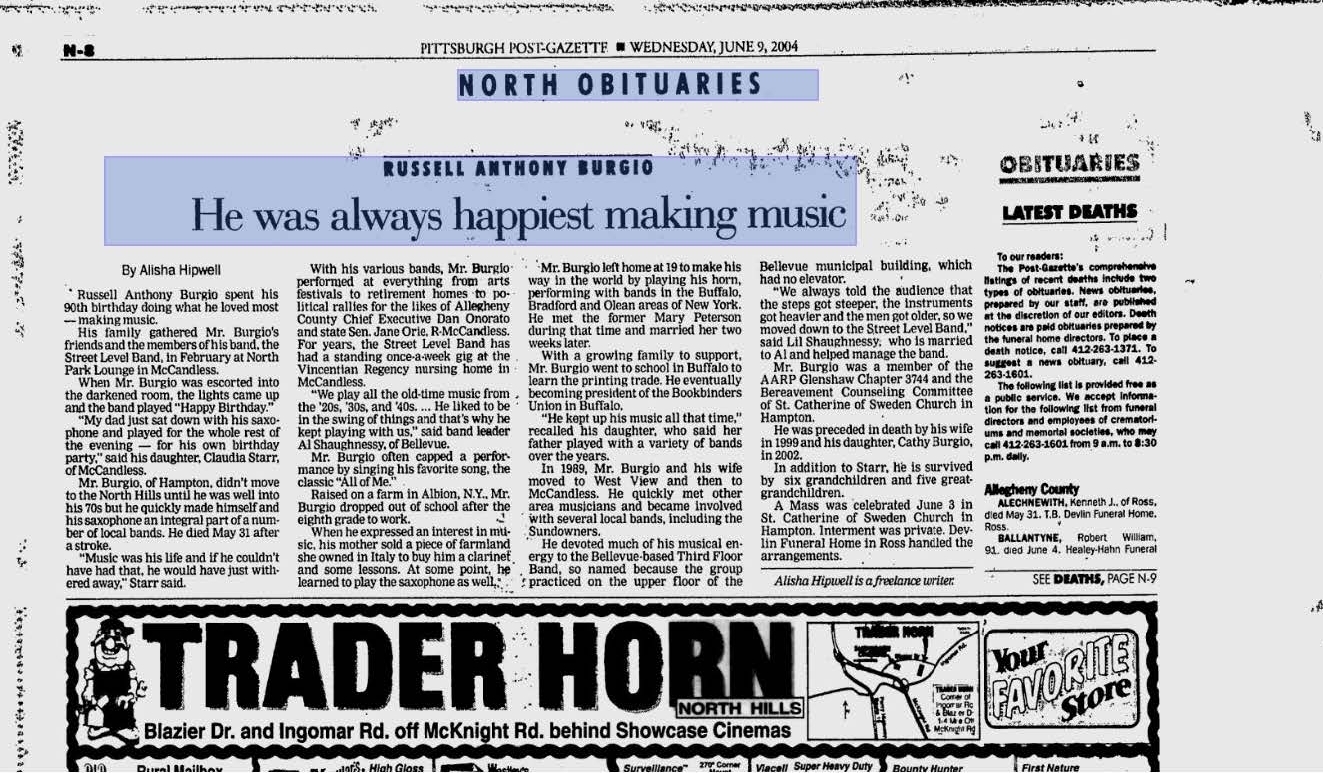 N-8
PITTSBURGH POST-GAZETTE ■ WEDNESDAY, JUNE 9, 2004
NORTH OBITUARIES
RUSSELL ANTHONY BURGIO
He was always happiest making music
By Alisha Hipwell
Russell Anthony Burgio spent his
90th birthday doing what he loved most
— making music.
His family gathered Mr. Burgio's
friends and the members of his band, the
Street Level Band, in February at North
Park Lounge in McCandless.
When Mr. Burgio was escorted into
the darkened room, the lights came up
and the band played "Happy Birthday."
"My dad just sat down with his saxo-
phone and played for the whole rest of
the evening — for his own birthday
party," said his daughter, Claudia Starr,
of McCandless.
Mr. Burgio, of Hampton, didn't move
to the North Hills until he was well into
his 70s but he quickly made himself and
his saxophone an integral part of a num-
ber of local bands. He died May 31 after
a stroke.
"Music was his life and if he couldn't
have had that, he would have just with-
ered away," Starr said.
With his various bands, Mr. Burgio
performed at everything from arts
festivals to retirement homes to po-
litical rallies for the likes of Allegheny
County Chief Executive Dan Onorato
and state Sen. Jane Orie, R-McCandless.
For years, the Street Level Band has
had a standing once-a-week gig at the
Vincentian Regency nursing home in
McCandless.
"We play all the old-time music from
the '20s, '30s, and '40s. ... He liked to be
in the swing of things and that's why he
kept playing with us," said band leader
Al Shaughnessy, of Bellevue.
Mr. Burgio often capped a perfor-
mance by singing his favorite song, the
classic "All of Me."
Raised on a farm in Albion, N.Y., Mr.
Burgio dropped out of school after the
eighth grade to work.
When he expressed an interest in mu-
sic, his mother sold a piece of farmland
she owned in Italy to buy him a clarinet
and some lessons. At some point, he
learned to play the saxophone as well.
Mr. Burgio left home at 19 to make his
way in the world by playing his horn,
performing with bands in the Buffalo,
Bradford and Olean areas of New York.
He met the former Mary Peterson
during that time and married her two
weeks later.
With a growing family to support,
Mr. Burgio went to school in Buffalo to
learn the printing trade. He eventually
becoming president of the Bookbinders
Union in Buffalo.
"He kept up his music all that time,"
recalled his daughter, who said her
father played with a variety of bands
over the years.
In 1989, Mr. Burgio and his wife
moved to West View and then to
McCandless. He quickly met other
area musicians and became involved
with several local bands, including the
Sundowners.
He devoted much of his musical en-
ergy to the Bellevue-based Third Floor
Band, so named because the group
practiced on the upper floor of the
Bellevue municipal building, which
had no elevator.
"We always told the audience that
the steps got steeper, the instruments
got heavier and the men got older, so we
moved down to the Street Level Band,"
said Lil Shaughnessy, who is married
to Al and helped manage the band.
Mr. Burgio was a member of the
AARP Glenshaw Chapter 3744 and the
Bereavement Counseling Committee
of St. Catherine of Sweden Church in
Hampton.
He was preceded in death by his wife
in 1999 and his daughter, Cathy Burgio,
in 2002.
In addition to Starr, he is survived
by six grandchildren and five great-
grandchildren.
A Mass was celebrated June 3 in
St. Catherine of Sweden Church in
Hampton. Interment was private. Dev-
lin Funeral Home in Ross handled the
arrangements.
Alisha Hipwell is a freelance writer.
OBITUARIES
LATEST DEATHS
To our readers:
The Post-Gazette's comprehensive
listings of recent deaths include two
types of obituaries. News obituaries,
prepared by our staff, are published
at the discretion of our editors. Death
notices are paid obituaries prepared by
the funeral home directors. To place a
death notice, call 412-263-1371. To
suggest a news obituary, call 412-
263-1601.
The following list is provided free as
a public service. We accept informa-
tion for the following list from funeral
directors and employees of crematori-
ums and memorial societies, who may
call 412-263-1601 from 9 a.m. to 8:30
p.m. daily.
Allegheny County
ALECHNEWITH, Kenneth J., of Ross,
died May 31. T.B. Devlin Funeral Home.
Ross.
BALLANTYNE, Robert William,
91, died June 4. Healey-Hahn Funeral
SEE DEATHS, PAGE N-9
TRADER HORN
NORTH HILLS
Blazier Dr. and Ingomar Rd. off McKnight Rd. behind Showcase Cinemas
TRADER HORN
TRADER HORN
Corner of
Ingomar Rd
& Blazier Dr
1-4 Mile Off
McKnight Rd
Your
FAVORITE
Store
Rural Mailbox
High Gloss
Surveillance
270° Corner
Viacell Super Heavy Duty
Bounty Hunter
First Nature